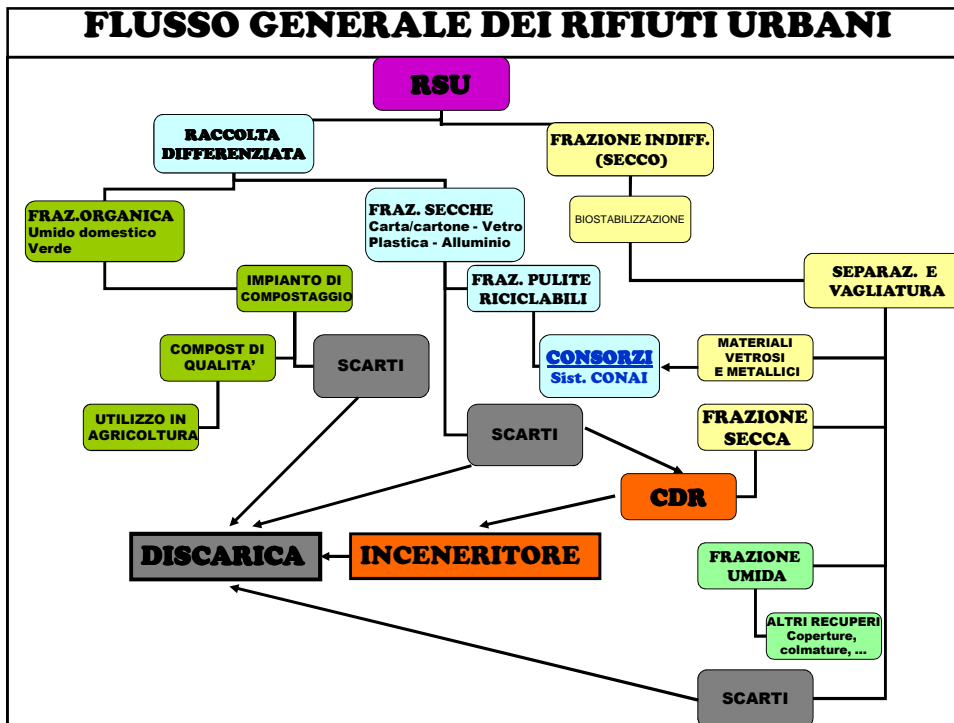 FLUSSO GENERALE DEI RIFIUTI URBANI
RSU
RACCOLTA
DIFFERENZIATA
FRAZIONE INDIFF.
(SECCO)
FRAZ.ORGANICA
Umido domestico
Verde
FRAZ. SECCHE
Carta/cartone - Vetro
Plastica - Alluminio
BIOSTABILIZZAZIONE
IMPIANTO DI
COMPOSTAGGIO
FRAZ. PULITE
RICICLABILI
SEPARAZ. E
VAGLIATURA
COMPOST DI
QUALITA’
SCARTI
CONSORZI
Sist. CONAI
MATERIALI
VETROSI
E METALLICI
UTILIZZO IN
AGRICOLTURA
SCARTI
FRAZIONE
SECCA
CDR
DISCARICA
INCENERITORE
FRAZIONE
UMIDA
ALTRI RECUPERI
Coperture,
colmature, ...
SCARTI